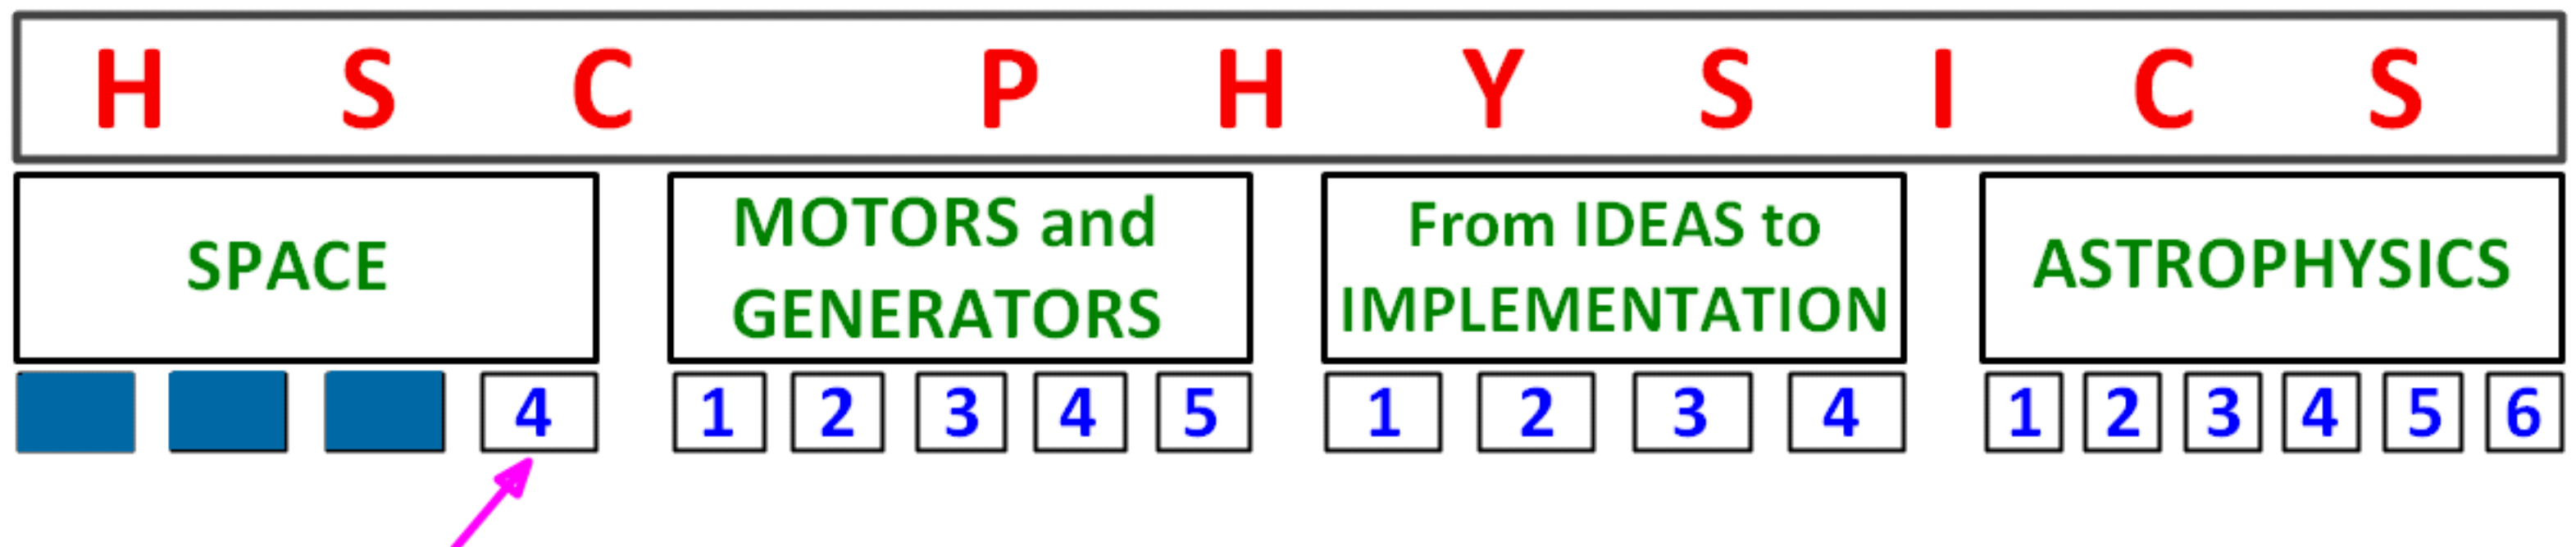 H S C P H Y S I C S
SPACE
MOTORS and
GENERATORS
From IDEAS to
IMPLEMENTATION
ASTROPHYSICS
4 1 2 3 4 5 1 2 3 4 1 2 3 4 5 6